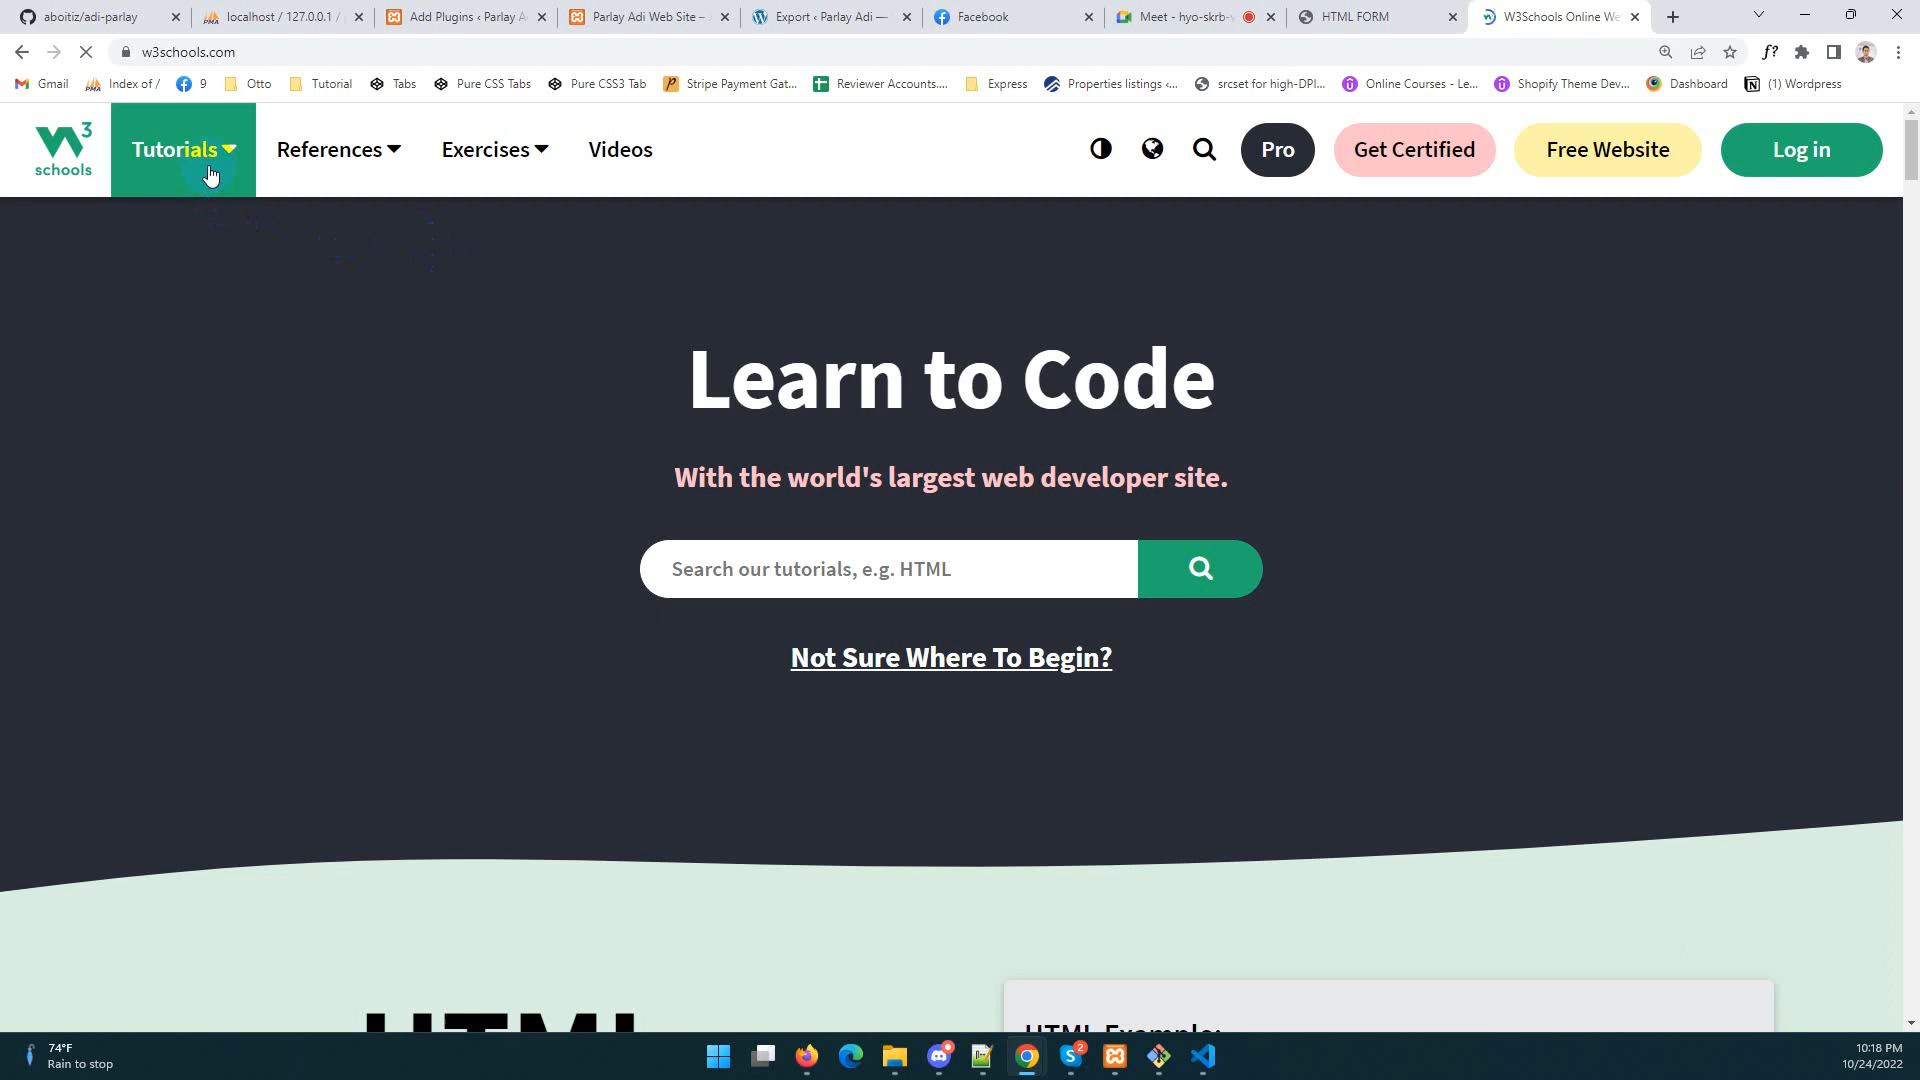 aboitiz/adi-parlay
localhost / 127.0.0.1 /
Add Plugins ‹ Parlay A
Parlay Adi Web Site –
Export ‹ Parlay Adi —
Facebook
Meet - hyo-skrb-
HTML FORM
W3Schools Online We
w3schools.com
f?
Gmail
Index of /
9
Otto
Tutorial
Tabs
Pure CSS Tabs
Pure CSS3 Tab
Stripe Payment Gat...
Reviewer Accounts....
Express
Properties listings ‹...
srcset for high-DPI...
Online Courses - Le...
Shopify Theme Dev...
Dashboard
(1) Wordpress
W3
schools
Tutorials
References
Exercises
Videos
Pro
Get Certified
Free Website
Log in
Learn to Code
With the world's largest web developer site.
Search our tutorials, e.g. HTML
Not Sure Where To Begin?
HTML
HTML Example:
74°F
Rain to stop
2
10:18 PM
10/24/2022